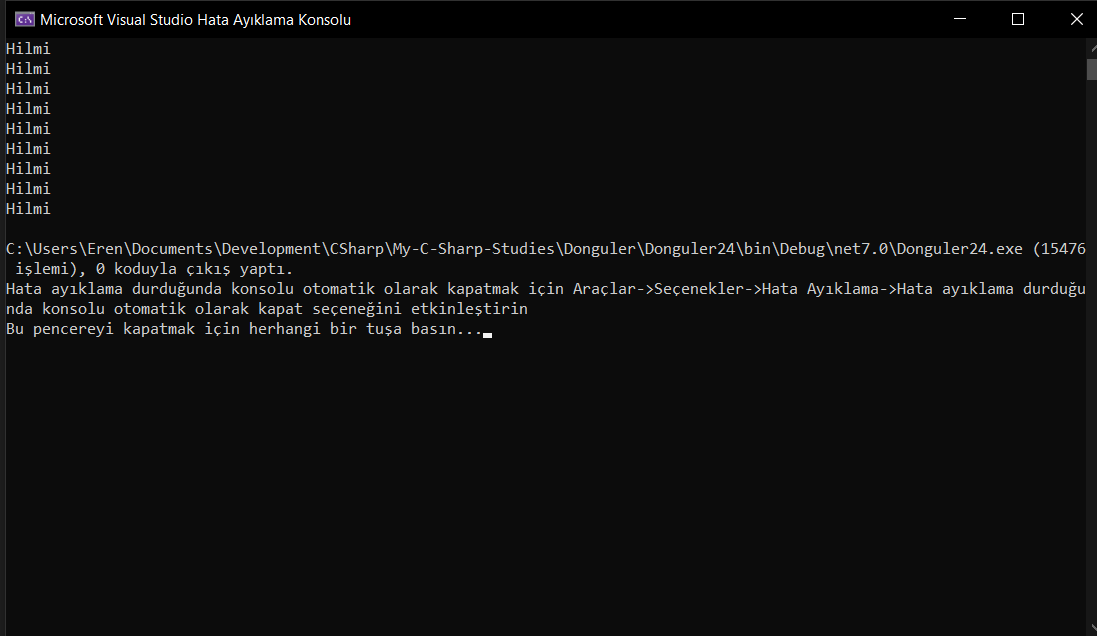 Microsoft Visual Studio Hata Ayıklama Konsolu
Hilmi
Hilmi
Hilmi
Hilmi
Hilmi
Hilmi
Hilmi
Hilmi
Hilmi
C:\Users\Eren\Documents\Development\CSharp\My-C-Sharp-Studies\Donguler\Donguler24\bin\Debug\net7.0\Donguler24.exe (15476
işlemi), 0 koduyla çıkış yaptı.
Hata ayıklama durduğunda konsolu otomatik olarak kapatmak için Araçlar->Seçenekler->Hata Ayıklama->Hata ayıklama durduğu
nda konsolu otomatik olarak kapat seçeneğini etkinleştirin
Bu pencereyi kapatmak için herhangi bir tuşa basın...